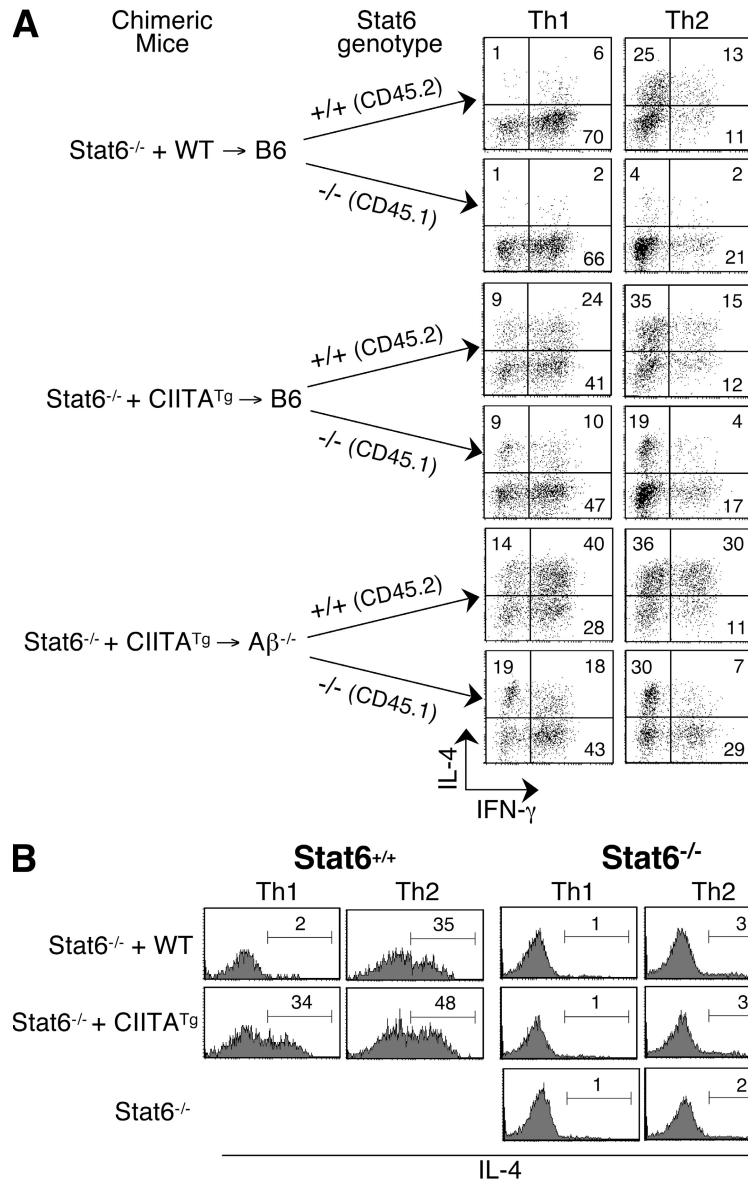 A
Chimeric Mice
Stat6 genotype
Th1
Th2
Stat6-/- + WT → B6
+/+ (CD45.2)
1 6
70
25 13
11
-/- (CD45.1)
1 2
66
4 2
21
Stat6-/- + CIITATg → B6
+/+ (CD45.2)
9 24
41
35 15
12
-/- (CD45.1)
9 10
47
19 4
17
Stat6-/- + CIITATg → Aβ-/-
+/+ (CD45.2)
14 40
28
36 30
11
-/- (CD45.1)
19 18
43
30 7
29
IL-4
IFN-γ
B
Stat6+/+
Stat6-/-
Th1 Th2 Th1 Th2
Stat6-/- + WT
2 35 1 3
Stat6-/- + CIITATg
34 48 1 3
Stat6-/-
1 2
IL-4